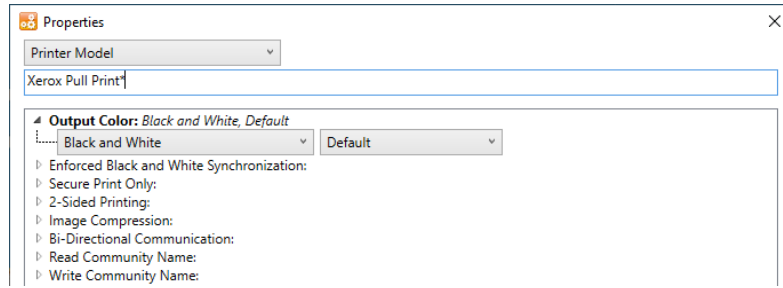 Properties
Printer Model
Xerox Pull Print*
Output Color: Black and White, Default
Black and White Default
Enforced Black and White Synchronization:
Secure Print Only:
2-Sided Printing:
Image Compression:
Bi-Directional Communication:
Read Community Name:
Write Community Name: